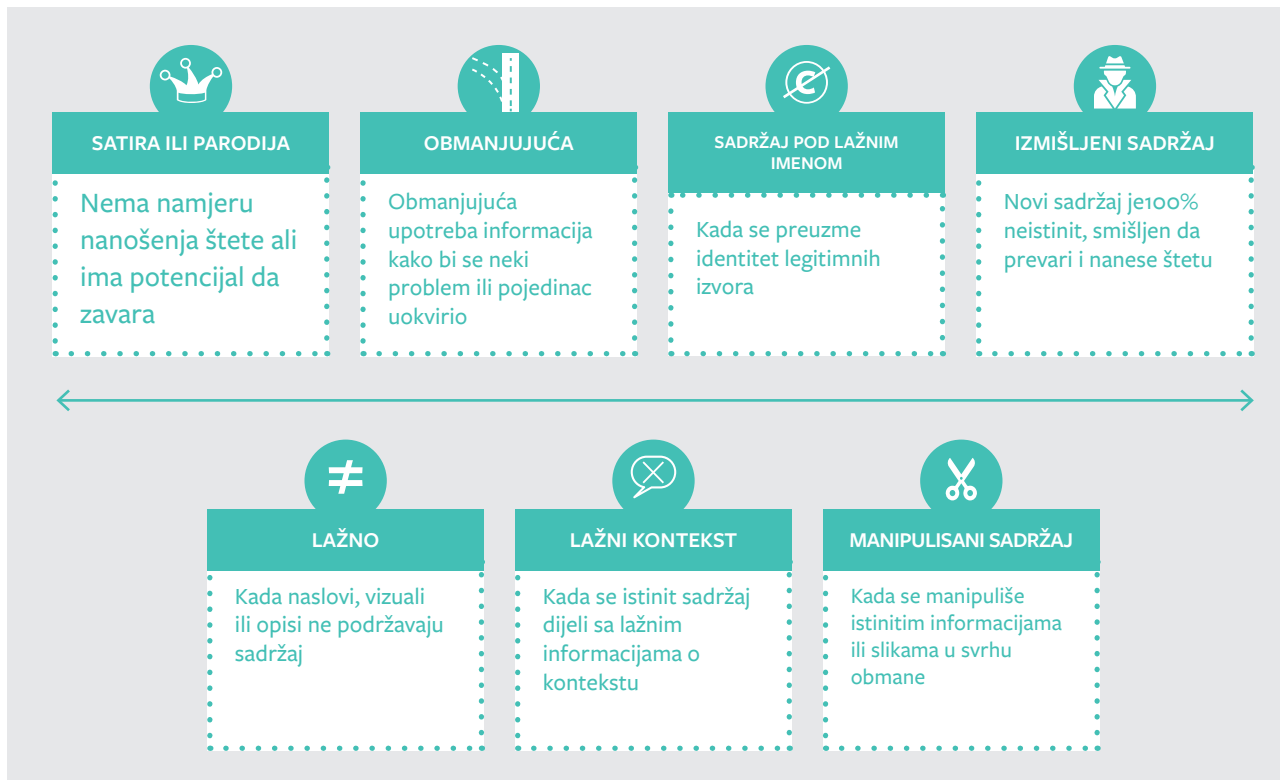 SATIRA ILI PARODIJA
Nema namjeru
nanošenja štete ali
ima potencijal da
zavara
OBMANJUJUĆA
Obmanjujuća
upotreba informacija
kako bi se neki
problem ili pojedinac
uokvirio
SADRŽAJ POD LAŽNIM
IMENOM
Kada se preuzme
identitet legitimnih
izvora
IZMIŠLJENI SADRŽAJ
Novi sadržaj je100%
neistinit, smišljen da
prevari i nanese štetu
LAŽNO
Kada naslovi, vizuali
ili opisi ne podržavaju
sadržaj
LAŽNI KONTEKST
Kada se istinit sadržaj
dijeli sa lažnim
informacijama o
kontekstu
MANIPULISANI SADRŽAJ
Kada se manipuliše
istinitim informacijama
ili slikama u svrhu
obmane